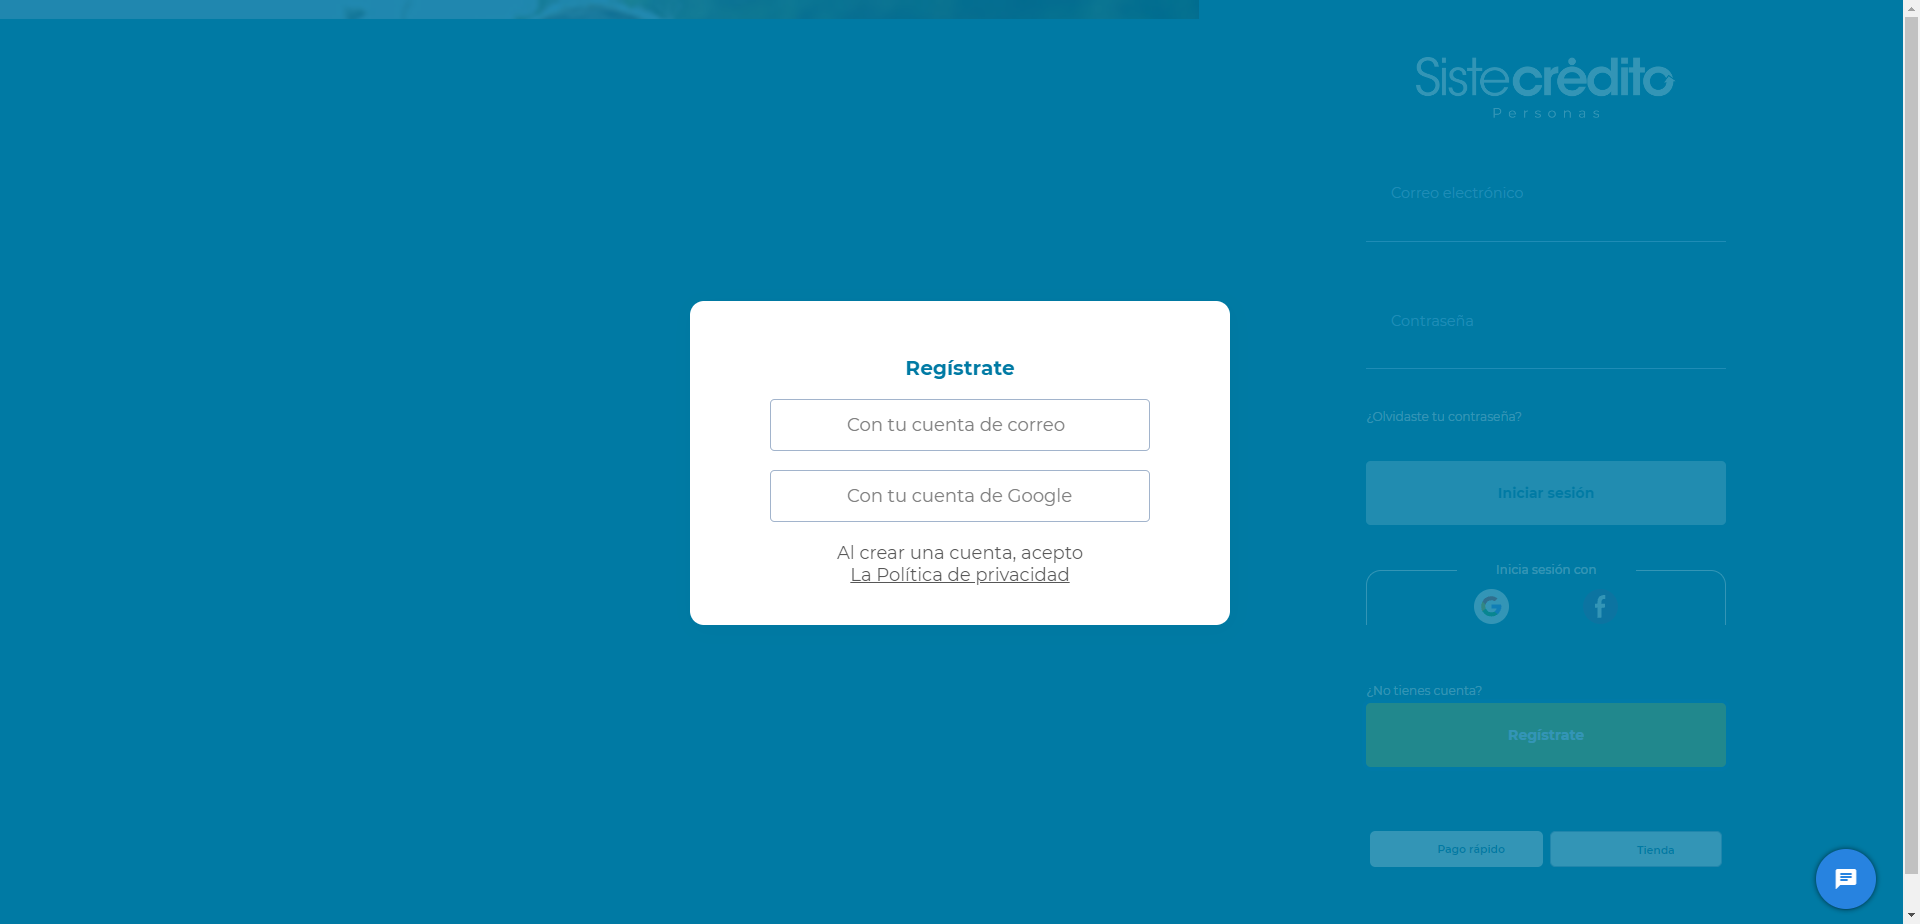 Sistecrédito
Personas
Correo electrónico
Contraseña
¿Olvidaste tu contraseña?
Iniciar sesión
Inicia sesión con
¿No tienes cuenta?
Regístrate
Pago rápido
Tienda
Regístrate
Con tu cuenta de correo
Con tu cuenta de Google
Al crear una cuenta, acepto
La Política de privacidad